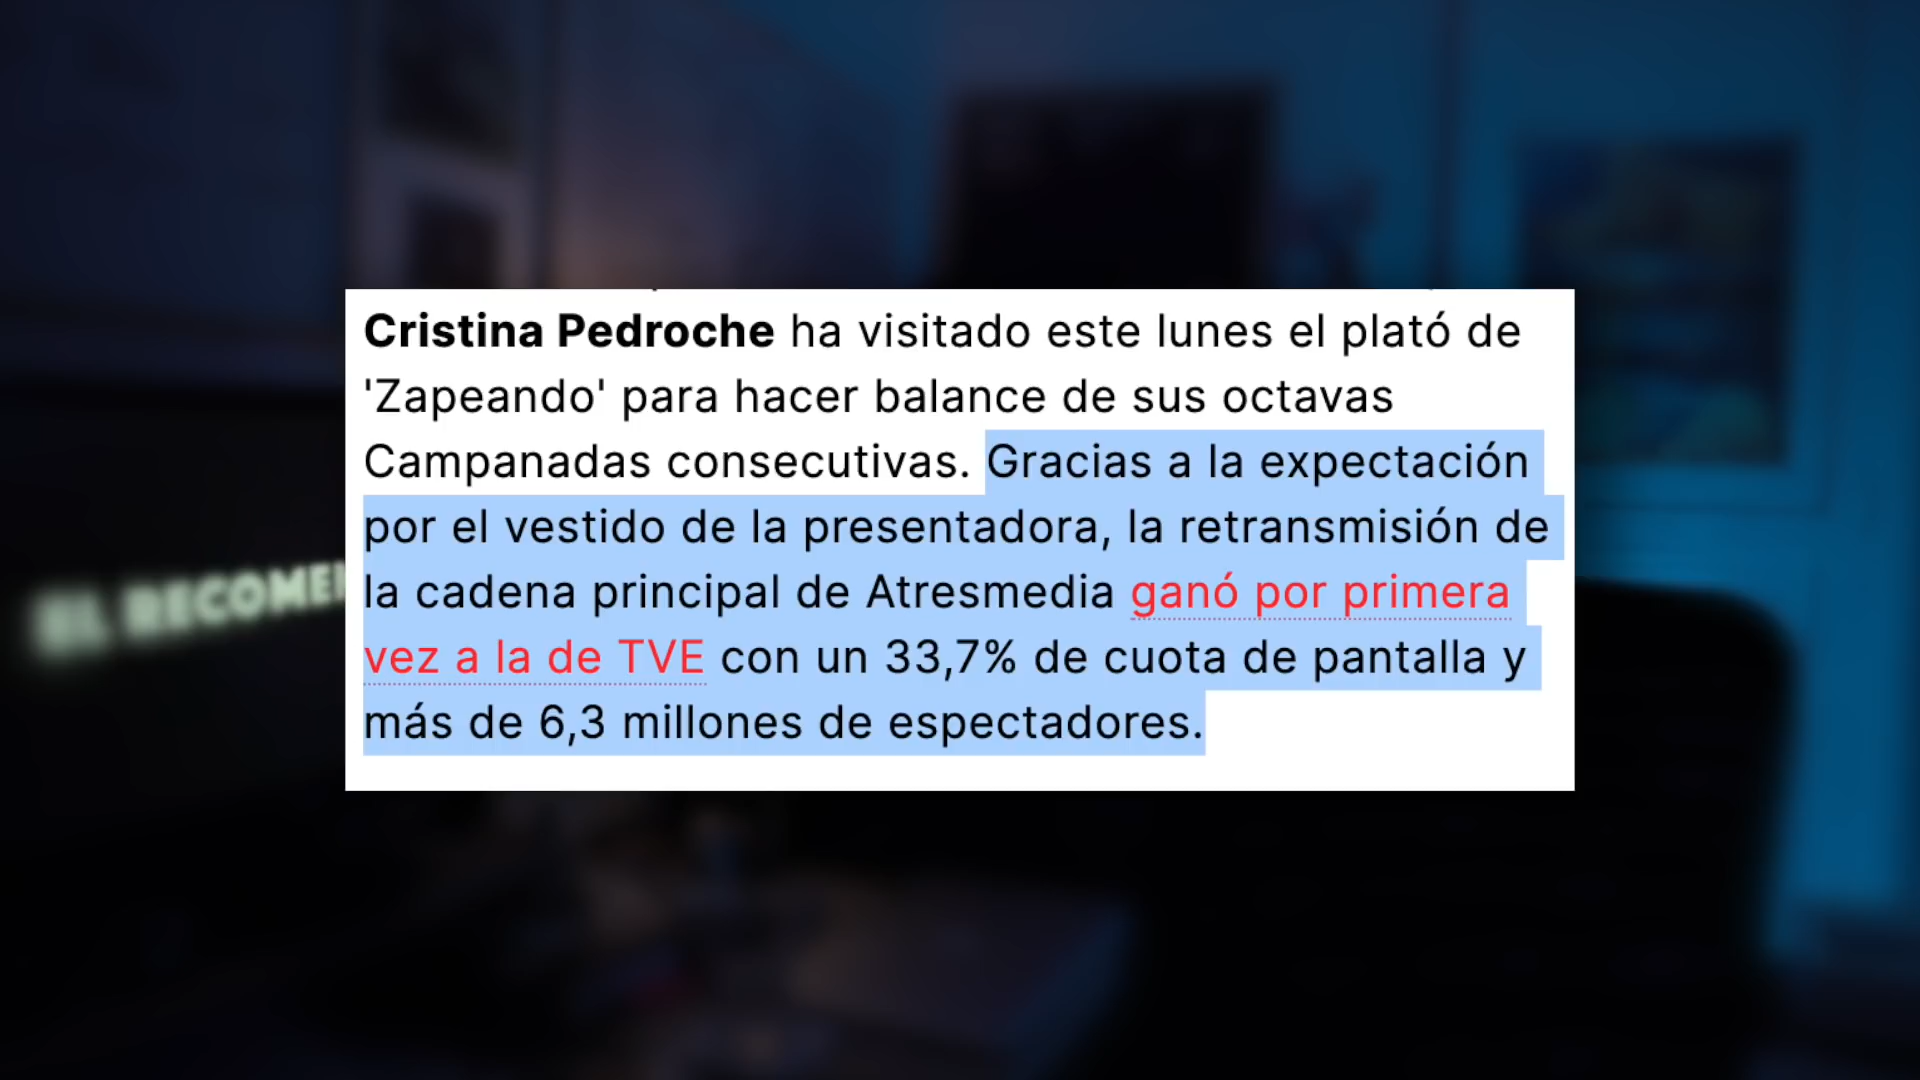 Cristina Pedroche ha visitado este lunes el plató de
'Zapeando' para hacer balance de sus octavas
Campanadas consecutivas. Gracias a la expectación
por el vestido de la presentadora, la retransmisión de
la cadena principal de Atresmedia ganó por primera
vez a la de TVE con un 33,7% de cuota de pantalla y
más de 6,3 millones de espectadores.
EL